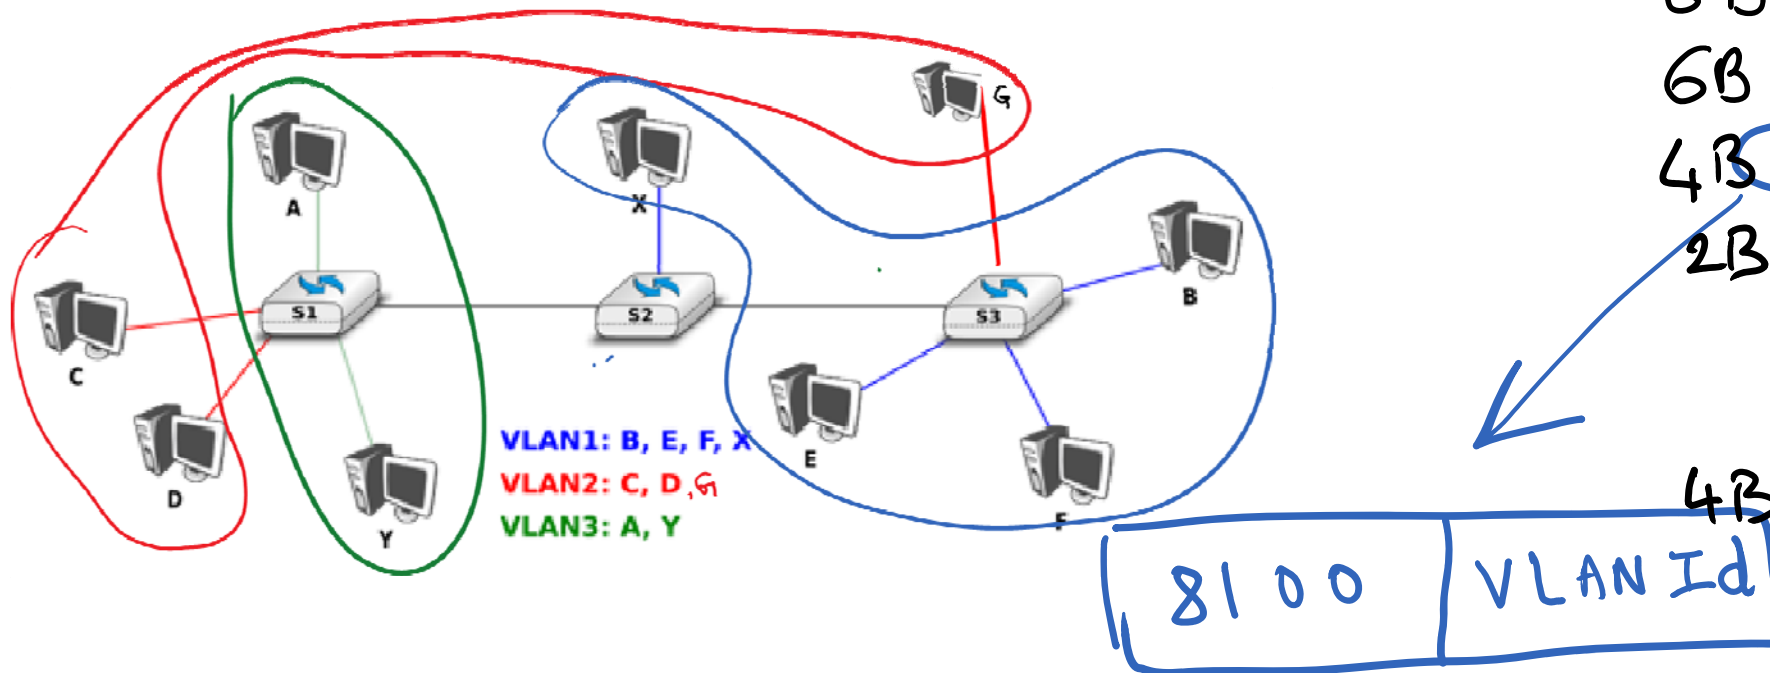 G
A
X
B
S1
S2
S3
C
E
D
Y
F
VLAN1: B, E, F, X
VLAN2: C, D, G
VLAN3: A, Y
6B
4B
2B
4B
8100
VLAN Id